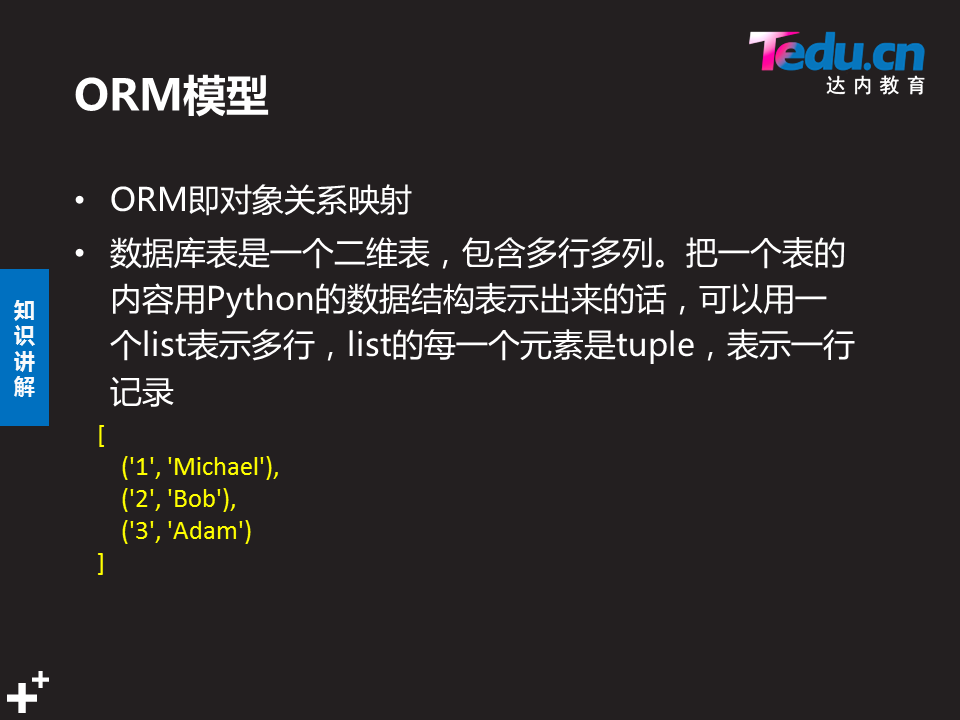 Tedu.cn
达内教育
ORM模型
• ORM即对象关系映射
• 数据库表是一个二维表，包含多行多列。把一个表的
内容用Python的数据结构表示出来的话，可以用一
个list表示多行，list的每一个元素是tuple，表示一行
记录
知
识
讲
解
[
('1', 'Michael'),
('2', 'Bob'),
('3', 'Adam')
]